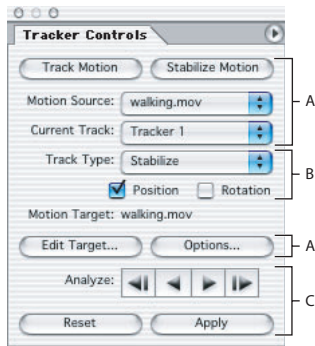 Tracker Controls
Track Motion Stabilize Motion
A
Motion Source: walking.mov
Current Track: Tracker 1
Track Type: Stabilize
B
Position Rotation
Motion Target: walking.mov
Edit Target... Options... A
Analyze:
C
Reset Apply